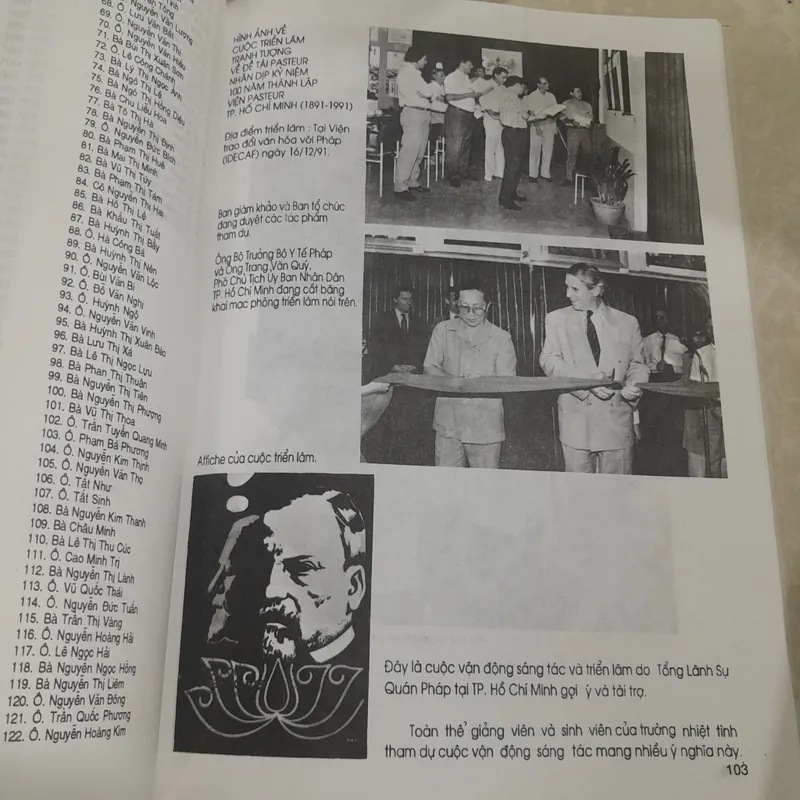 68. Ô. Lưu Văn Bắt
69. Ô. Nguyễn Văn Thi
70. Ô. Nguyễn Văn Hiếu
71. Bà Bùi Thị Xuân Sơn
72. Ô. Lê Công Chánh
73. Bà Lý Thị Ngọc Ánh
74. Bà Ngô Thị Lệ
75. Bà Ngô Thị Hồng Diệu
76. Bà Chu Liễu Hoa
77. Bà Tô Thị Hà
78. Bà Nguyễn Thị Định
79. Ô. Nguyễn Đức Bích
80. Bà Phạm Thị Huê
81. Bà Mai Thị Minh
82. Bà Vũ Thị Túy
83. Bà Phạm Thị Tám
84. Cô Nguyễn Thị Hai
85. Bà Hồ Thị Lệ
86. Bà Khấu Thị Tuất
87. Bà Huỳnh Thị Bẩy
88. Ô. Hà Công Bá
89. Bà Huỳnh Thị Nên
90. Ô. Nguyễn Văn Lộc
91. Ô. Bùi Văn Bi
92. Ô. Đỗ Văn Nghị
93. Ô. Huỳnh Ngộ
94. Ô. Nguyễn Văn Vinh
95. Bà Huỳnh Thị Xuân Đào
96. Bà Lưu Thị Xá
97. Bà Lê Thị Ngọc Lựu
98. Bà Phan Thị Thuận
99. Bà Nguyễn Thị Tiên
100. Bà Nguyễn Thị Phượng
101. Bà Vũ Thị Thoa
102. Ô. Trần Tuyên Quang Minh
103. Ô. Phạm Bá Phương
104. Ô. Nguyễn Kim Thịnh
105. Ô. Nguyễn Văn Thọ
106. Ô. Tất Như
107. Ô. Tất Sinh
108. Bà Nguyễn Kim Thanh
109. Bà Châu Minh
110. Bà Lê Thị Thu Cúc
111. Ô. Cao Minh Trị
112. Bà Nguyễn Thị Lành
113. Ô. Vũ Quốc Thái
114. Ô. Nguyễn Đức Tuấn
115. Bà Trần Thị Vàng
116. Ô. Nguyễn Hoàng Hải
117. Ô. Lê Ngọc Hải
118. Bà Nguyễn Ngọc Hồng
119. Bà Nguyễn Thị Liêm
120. Ô. Nguyễn Văn Đông
121. Ô. Trần Quốc Phương
122. Ô. Nguyễn Hoàng Kim
HÌNH ẢNH VỀ
CUỘC TRIỂN LÃM
TRANH TƯỢNG
VỀ ĐỀ TÀI PASTEUR
NHÂN DỊP KỶ NIỆM
100 NĂM THÀNH LẬP
VIỆN PASTEUR
TP. HỒ CHÍ MINH (1891-1991)
Địa điểm triển lãm : Tại Viện
trao đổi văn hóa với Pháp
(IDECAF) ngày 16/12/91.
Ban giám khảo và Ban tổ chức
đang duyệt các tác phẩm
tham dự.
Ông Bộ Trưởng Bộ Y Tế Pháp
và Ông Trang Văn Quý,
Phó Chủ Tịch Ủy Ban Nhân Dân
TP. Hồ Chí Minh đang cắt băng
khai mạc phòng triển lãm nói trên.
Affiche của cuộc triển lãm.
Đây là cuộc vận động sáng tác và triển lãm do Tổng Lãnh Sự
Quán Pháp tại TP. Hồ Chí Minh gợi ý và tài trợ.
Toàn thể giảng viên và sinh viên của trường nhiệt tình
tham dự cuộc vận động sáng tác mang nhiều ý nghĩa này.
103